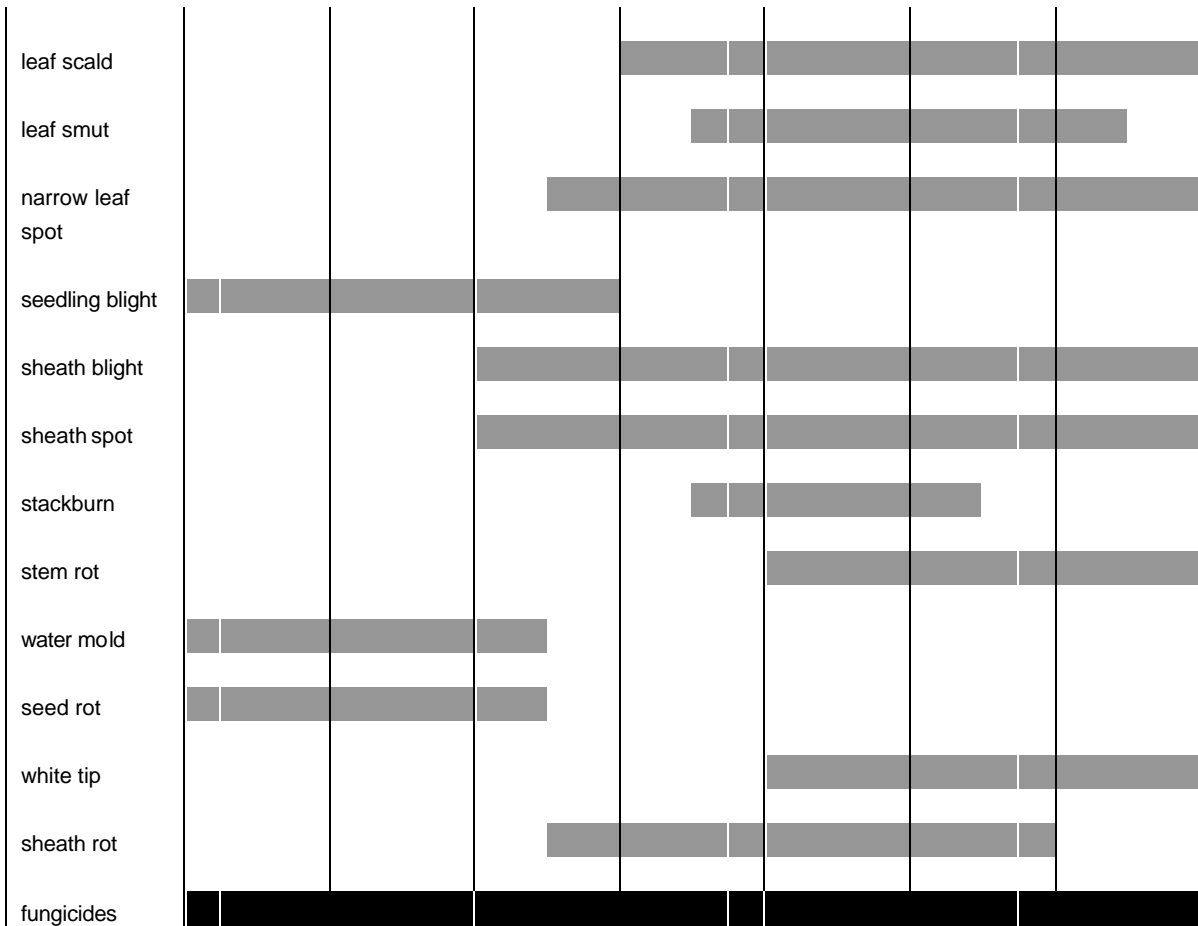 leaf scald
leaf smut
narrow leaf
spot
seedling blight
sheath blight
sheath spot
stackburn
stem rot
water mold
seed rot
white tip
sheath rot
fungicides